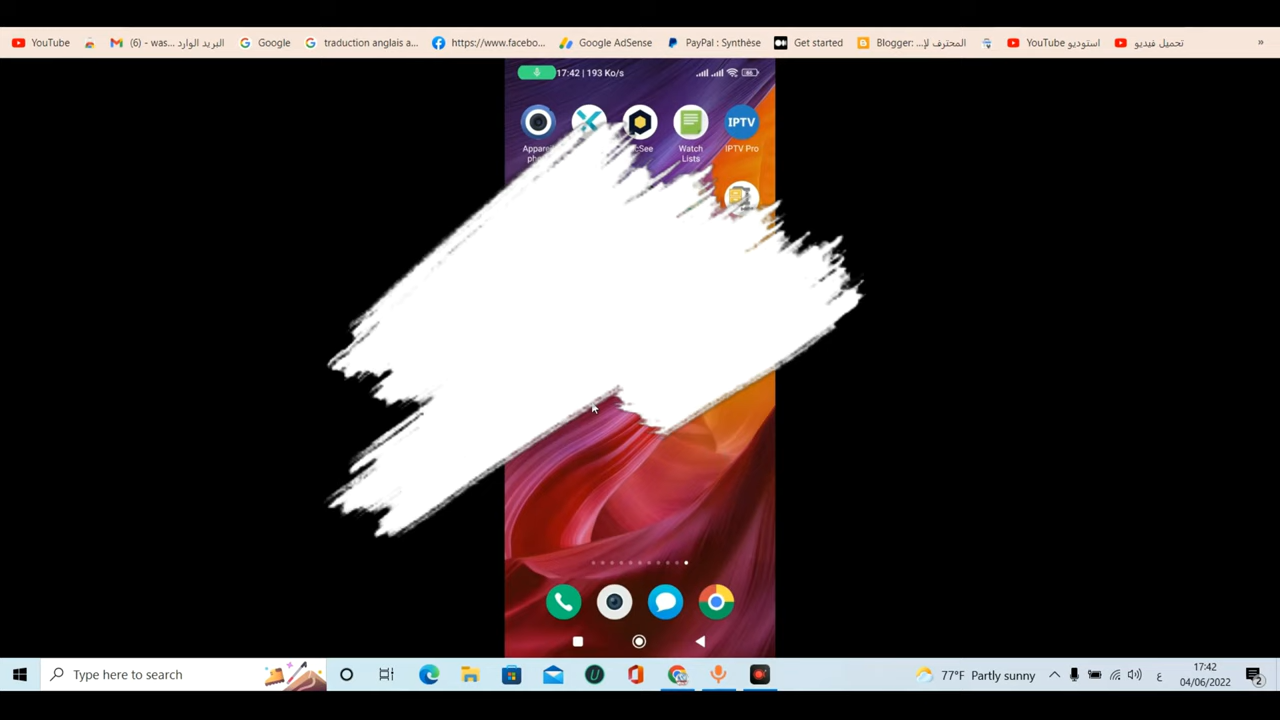 YouTube
البريد الوارد (6) - was...
Google
traduction anglais a...
https://www.facebo...
Google AdSense
PayPal : Synthèse
Get started
Blogger: المحترف لإ...
استوديو YouTube
تحميل فيديو
»
17:42 | 193 Ko/s
IPTV
Watch
Lists
IPTV Pro
Type here to search
77°F Partly sunny
ع
17:42
04/06/2022
2